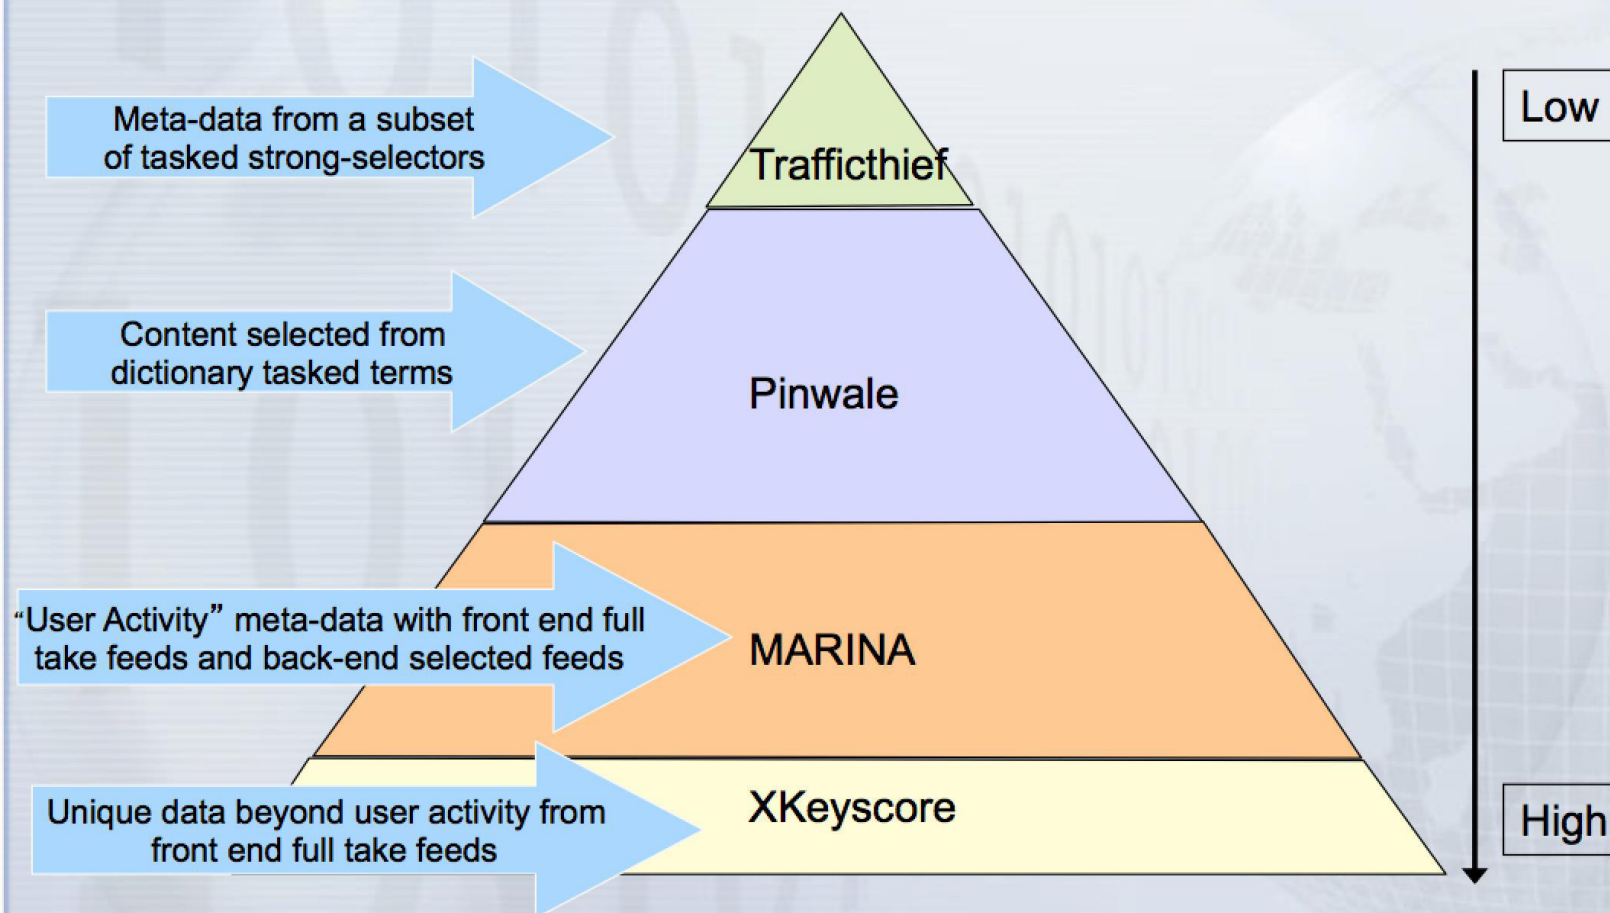 Meta-data from a subset
of tasked strong-selectors
Trafficthief
Low
Content selected from
dictionary tasked terms
Pinwale
“User Activity” meta-data with front end full
take feeds and back-end selected feeds
MARINA
Unique data beyond user activity from
front end full take feeds
XKeyscore
High